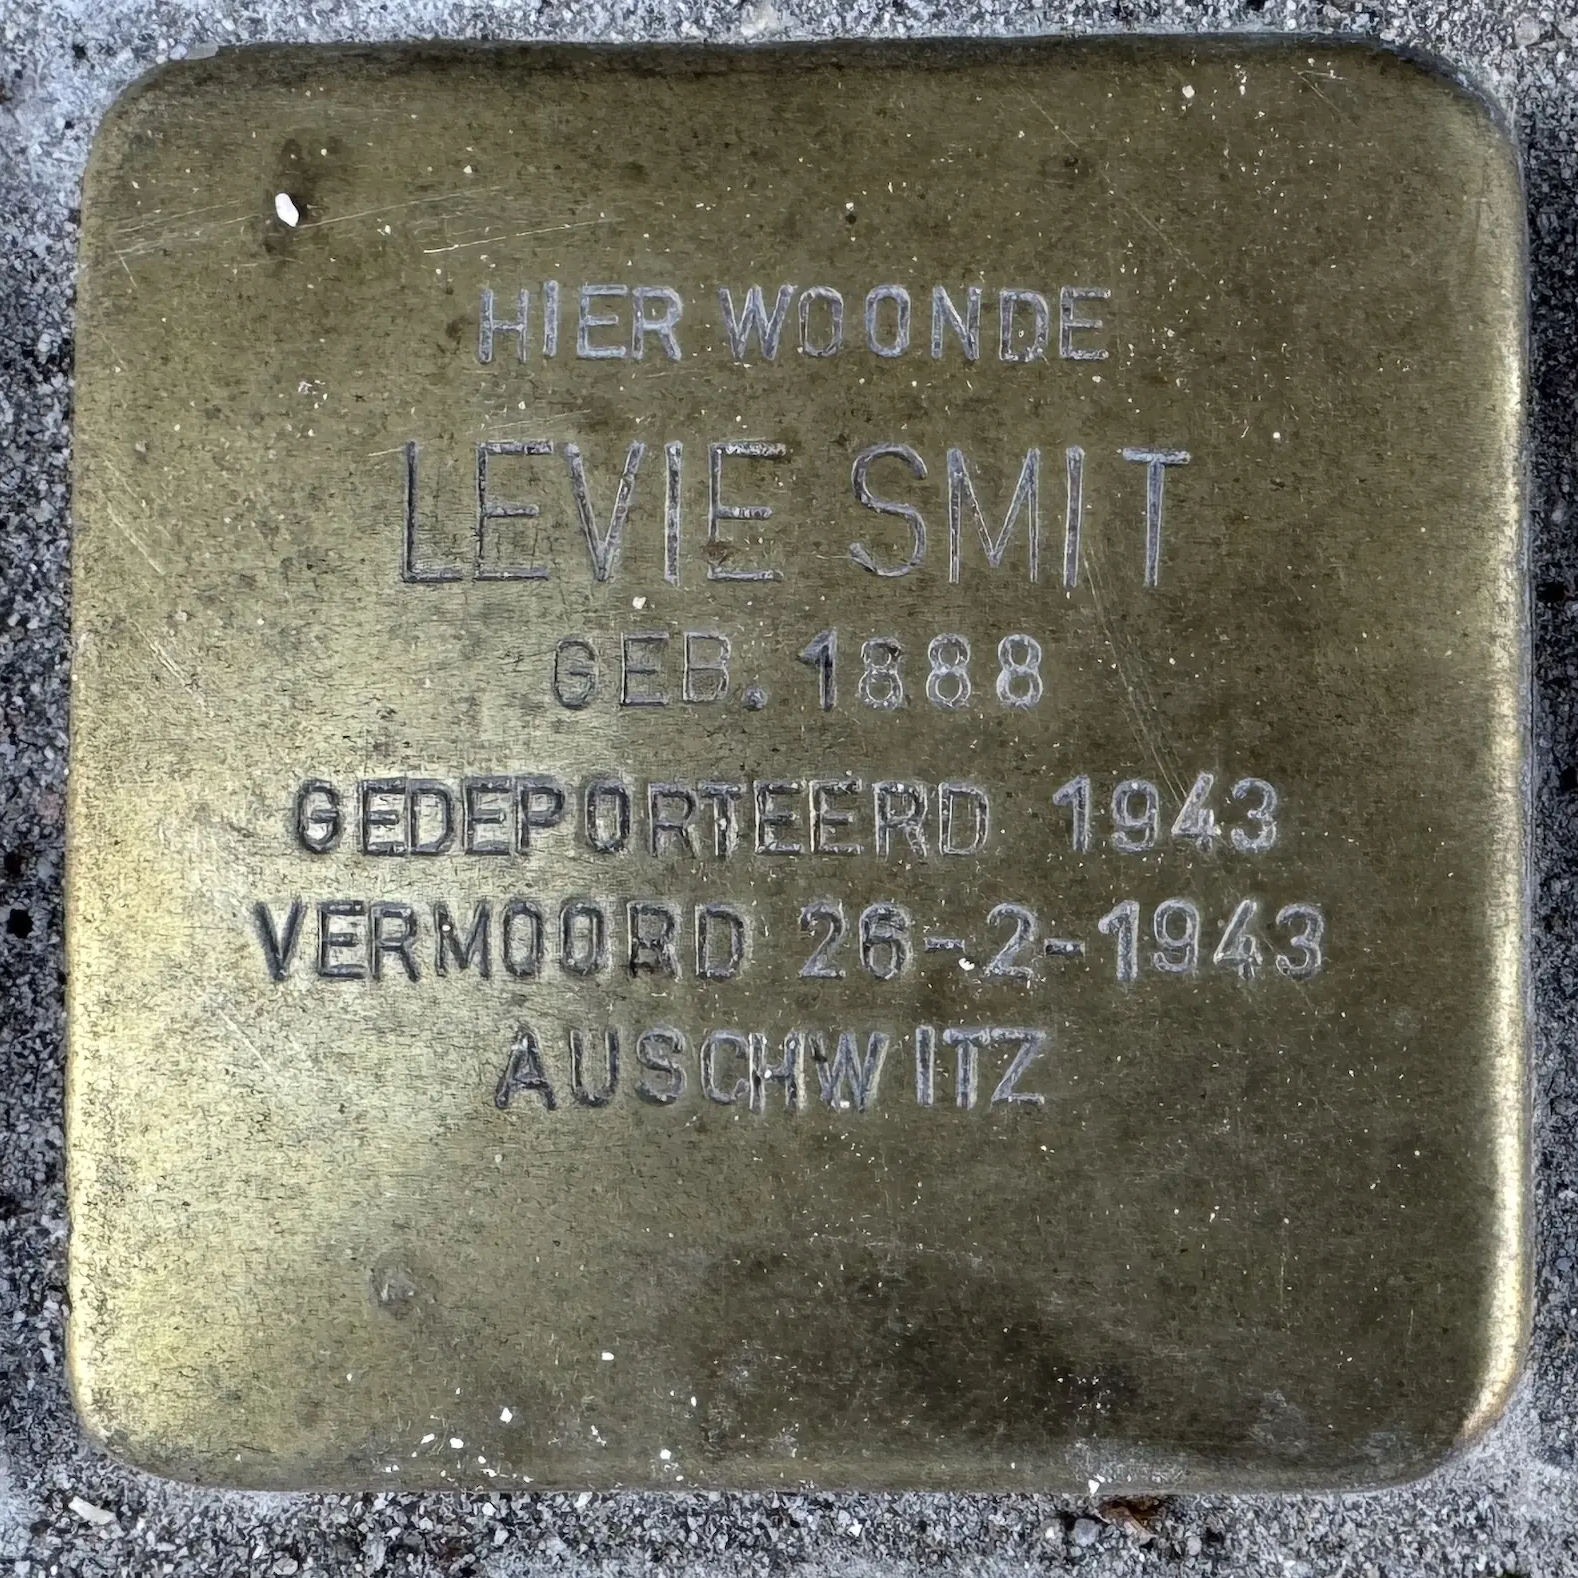 HIER WOONDE
LEVIE SMIT
GEB. 1888
GEDEPORTEERD 1943
VERMOORD 26-2-1943
AUSCHWITZ